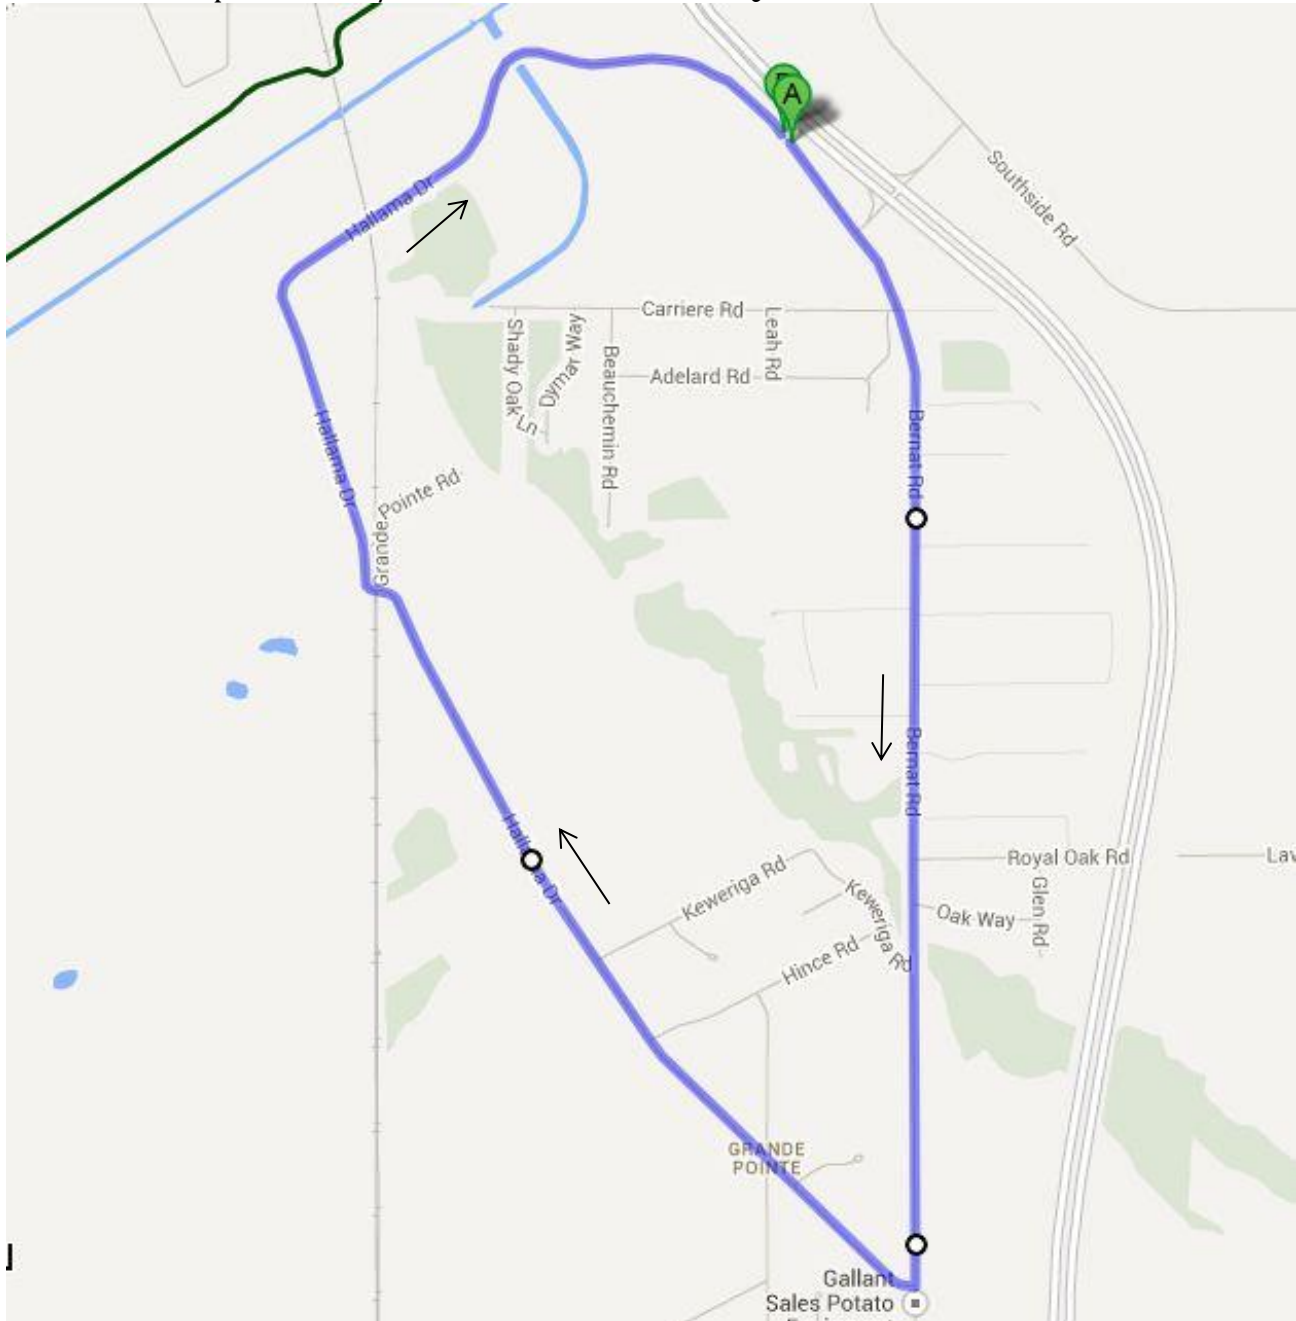 A
Southside Rd
Hallama Dr
Carriere Rd
Leah Rd
Shady Oak Ln
Dymar Way
Beauchemin Rd
Adelard Rd
Bernat Rd
Hallama Dr
Grande Pointe Rd
Bernat Rd
Hallama Dr
Royal Oak Rd
Glen Rd
Oak Way
Keweriga Rd
Keweriga Rd
Hince Rd
GRANDE
POINTE
Gallant
Sales Potato